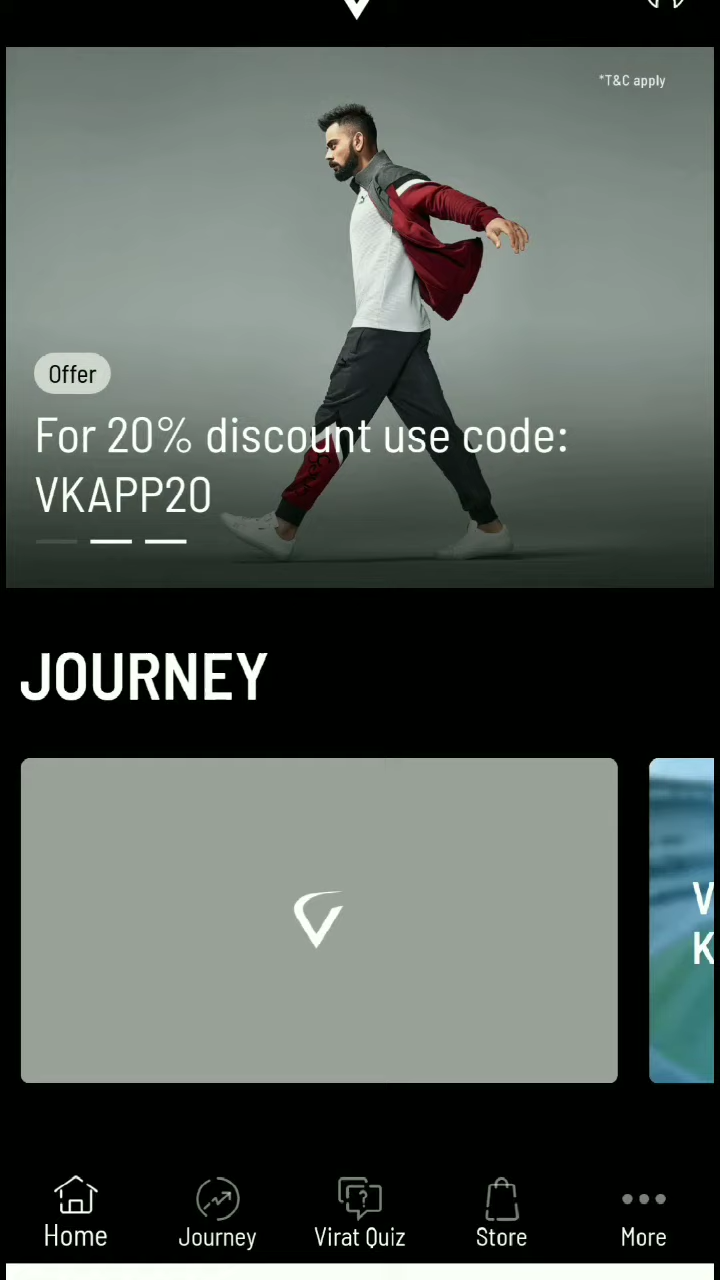 *T&C apply
Offer
For 20% discount use code:
VKAPP20
JOURNEY
V
K
Home
Journey
Virat Quiz
Store
More